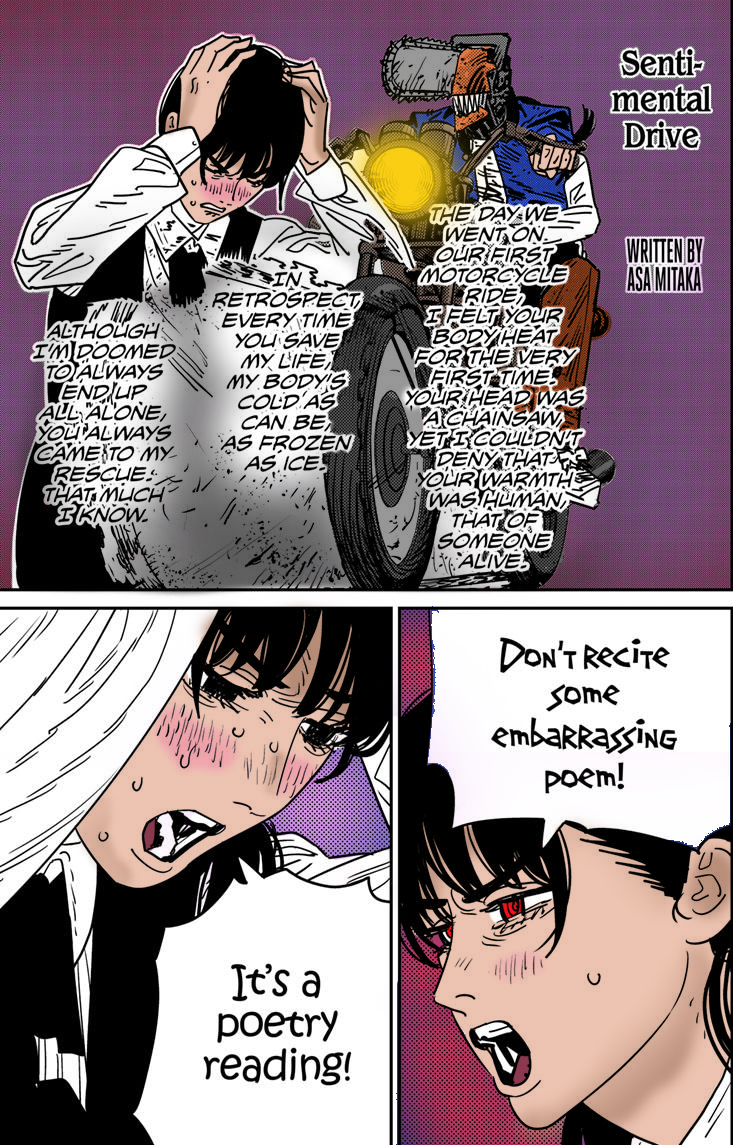 Senti-
mental
Drive
WRITTEN BY
ASA MITAKA
THE DAY WE
WENT ON
OUR FIRST
MOTORCYCLE
RIDE,
I FELT YOUR
BODY HEAT
FOR THE VERY
FIRST TIME.
YOUR HEAD WAS
A CHAINSAW,
YET I COULDN'T
DENY THAT
YOUR WARMTH
WAS HUMAN,
THAT OF
SOMEONE
ALIVE.
IN
RETROSPECT,
EVERY TIME
YOU SAVE
MY LIFE,
MY BODY'S
COLD AS
CAN BE,
AS FROZEN
AS ICE.
ALTHOUGH
I'M DOOMED
TO ALWAYS
END UP
ALL ALONE,
YOU ALWAYS
CAME TO MY
RESCUE.
THAT MUCH
I KNOW.
Don't recite
some
embarrassing
poem!
It's a
poetry
reading!